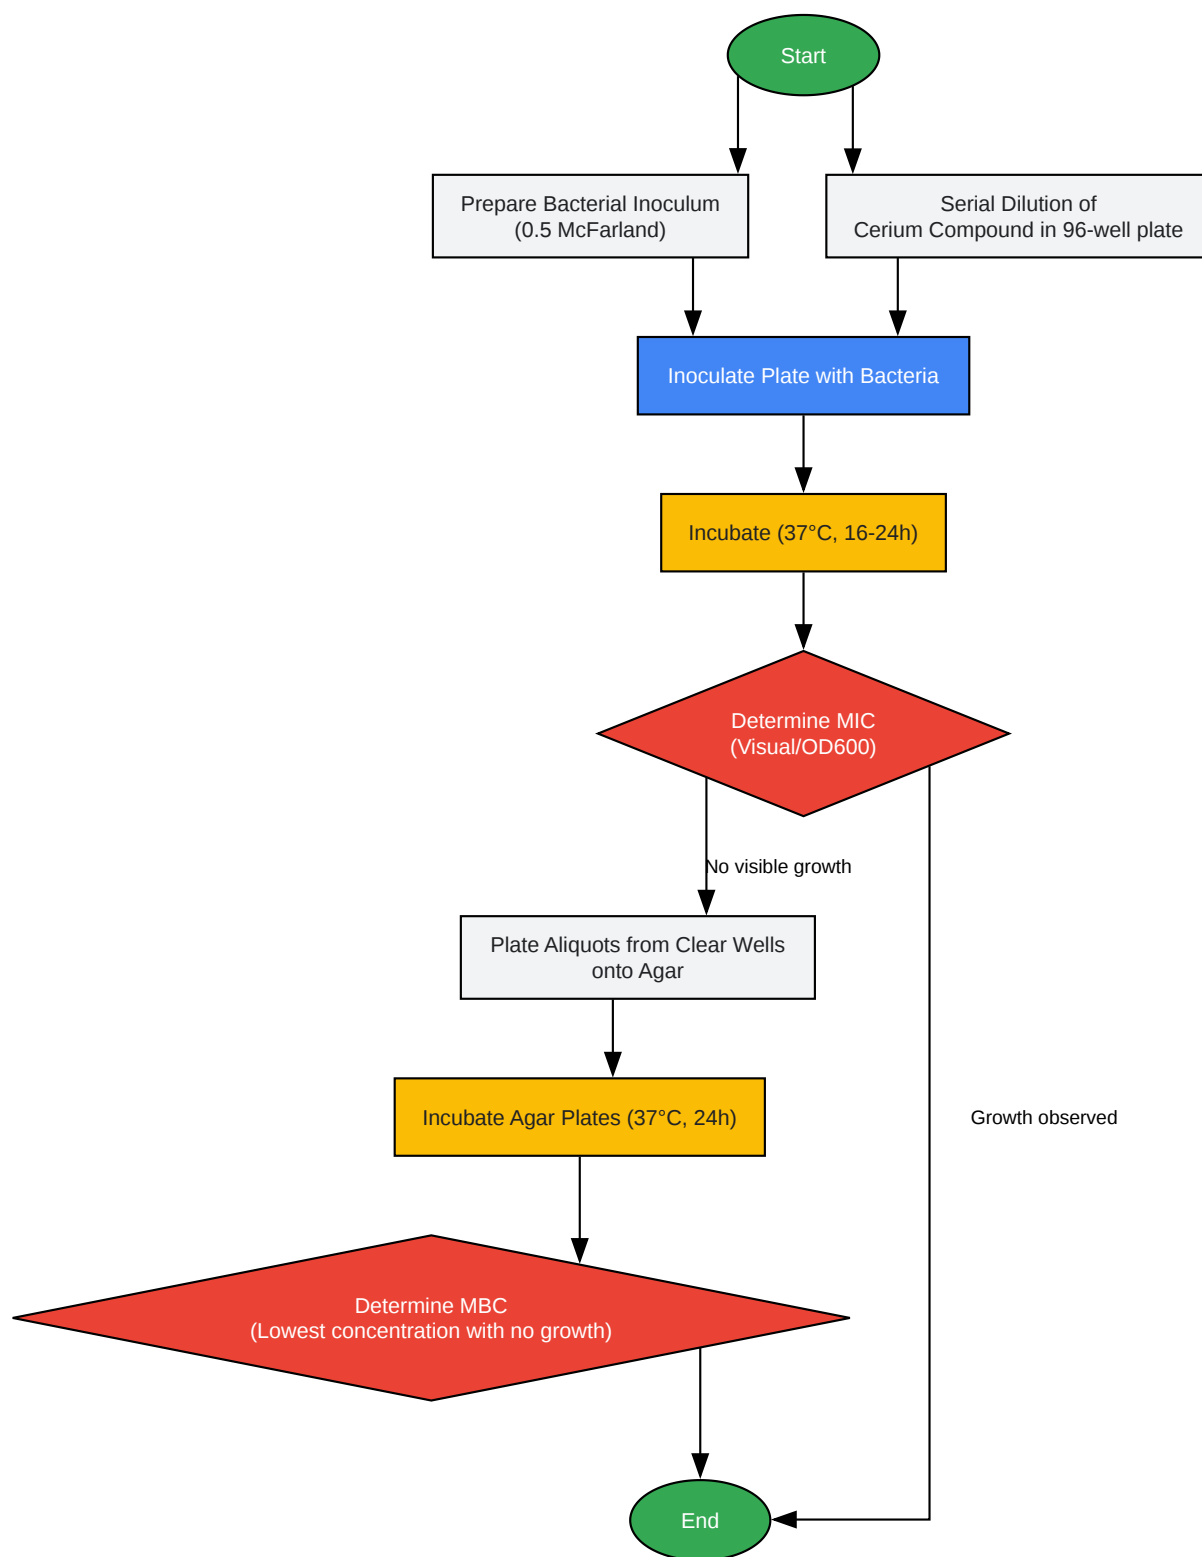 Start
Prepare Bacterial Inoculum
(0.5 McFarland)
Serial Dilution of
Cerium Compound in 96-well plate
Inoculate Plate with Bacteria
Incubate (37°C, 16-24h)
Determine MIC
(Visual/OD600)
No visible growth
Plate Aliquots from Clear Wells
onto Agar
Incubate Agar Plates (37°C, 24h)
Growth observed
Determine MBC
(Lowest concentration with no growth)
End